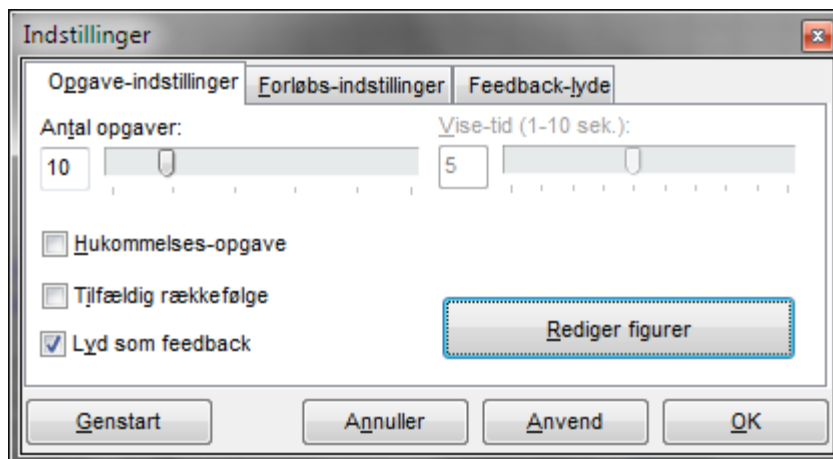 Indstillinger
Opgave-indstillinger Forløbs-indstillinger Feedback-lyde
Antal opgaver: Vise-tid (1-10 sek.):
10 5
Hukommelses-opgave
Tilfældig rækkefølge
Lyd som feedback
Rediger figurer
Genstart Annuller Anvend OK